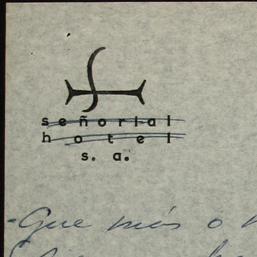 señorial
hotel
s. a.
-Que más o